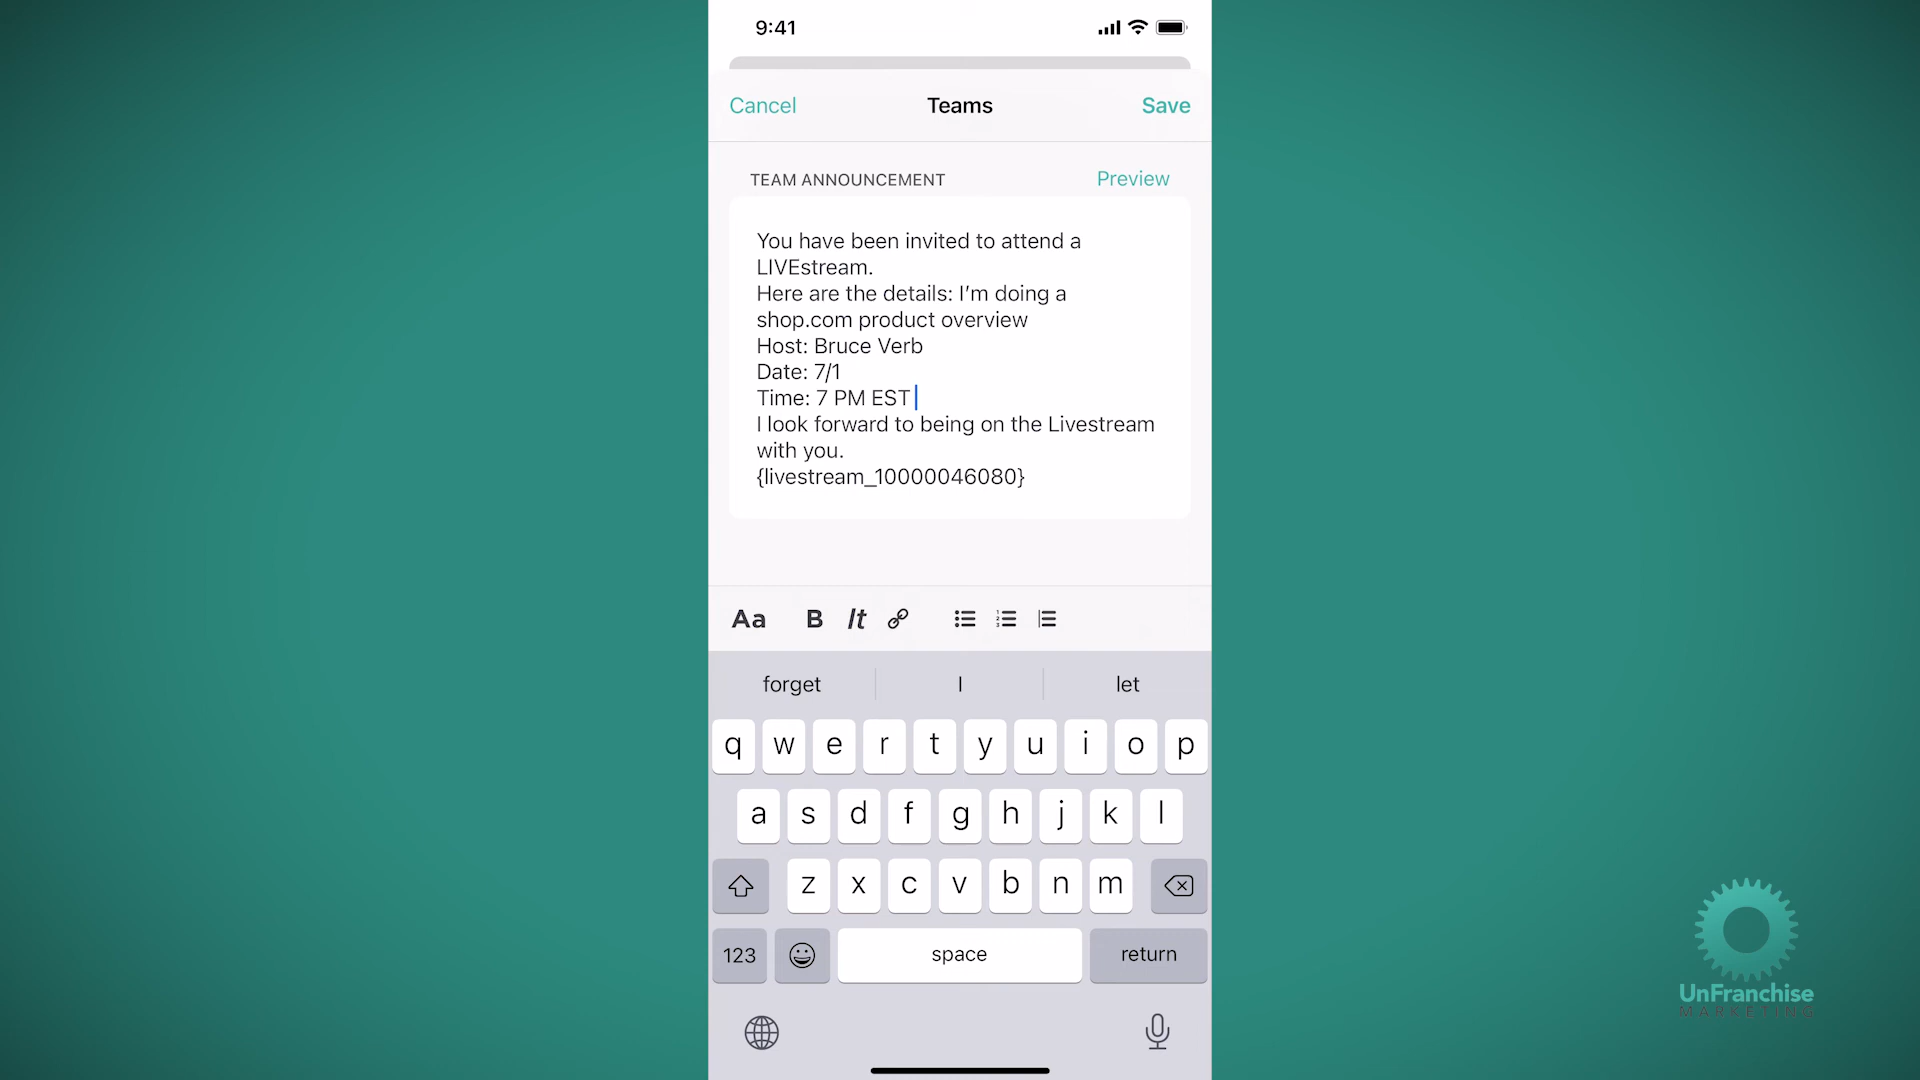 9:41
Cancel
Teams
Save
TEAM ANNOUNCEMENT
Preview
You have been invited to attend a
LIVEstream.
Here are the details: I'm doing a
shop.com product overview
Host: Bruce Verb
Date: 7/1
Time: 7 PM EST
I look forward to being on the Livestream
with you.
{livestream_10000046080}
Aa B It
forget
I
let
q w e r t y u i o p
a s d f g h j k l
z x c v b n m
123
space
return
UnFranchise
MARKETING